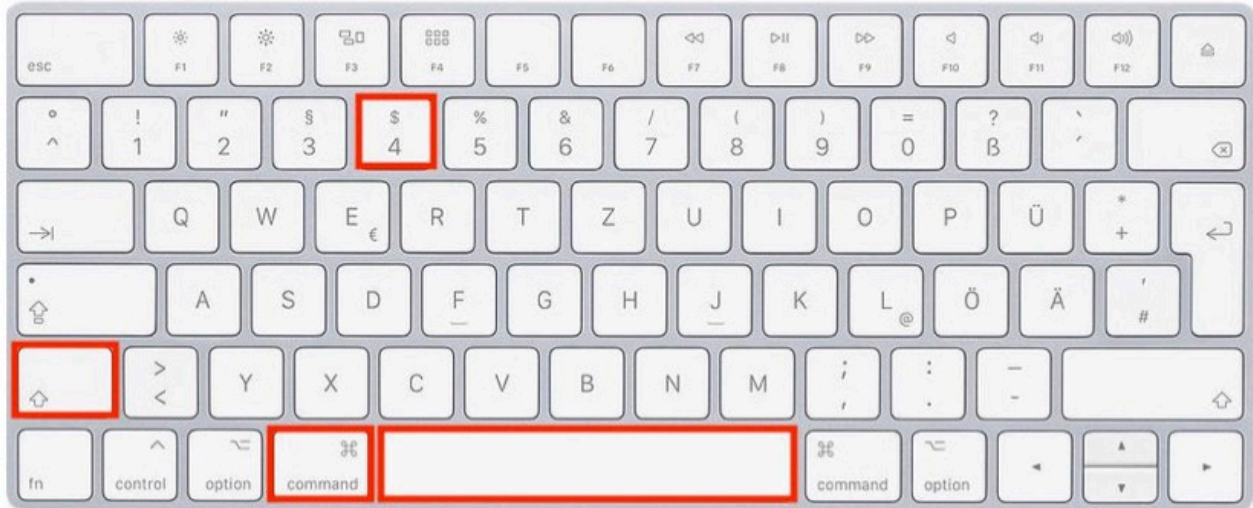 esc F1 F2 F3 F4 F5 F6 F7 F8 F9 F10 F11 F12
° ! " § $ % & / ( ) = ? `
^ 1 2 3 4 5 6 7 8 9 0 ß ´
Q W E € R T Z U I O P Ü * +
A S D F G H J K L @ Ö Ä ' #
> < Y X C V B N M ; , : . _ -
fn control ^ option ⌥ command ⌘ ⌘ command ⌥ option